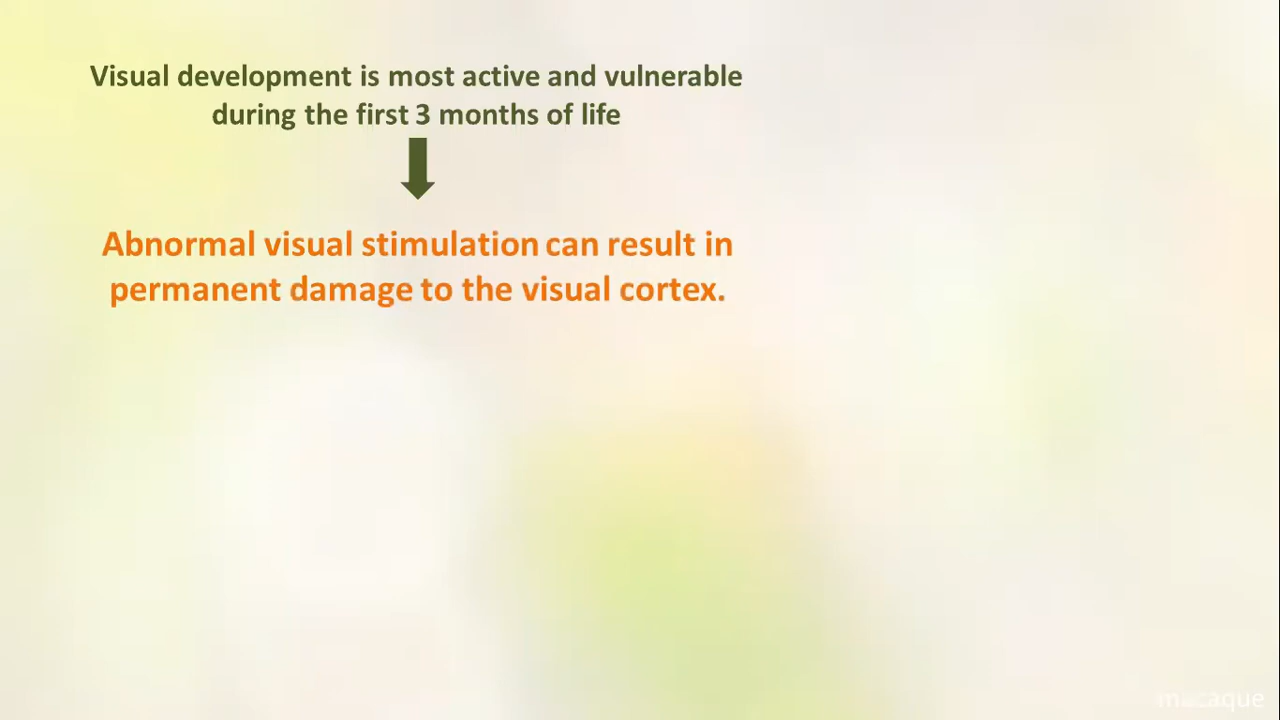 Visual development is most active and vulnerable
during the first 3 months of life
Abnormal visual stimulation can result in
permanent damage to the visual cortex.
macaque